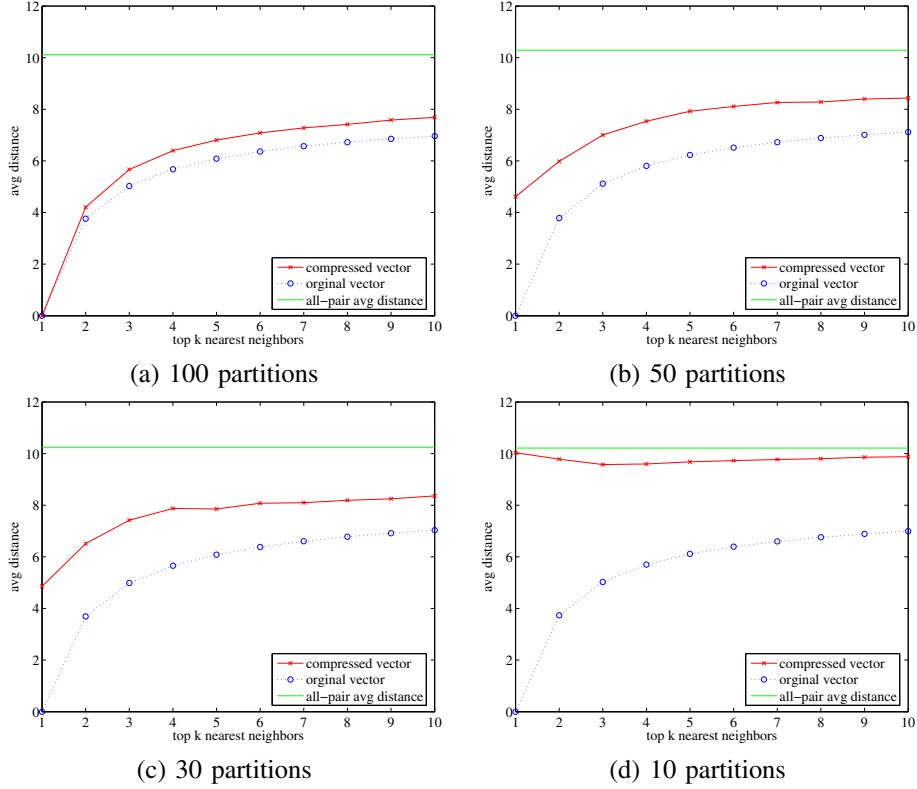 12
10
8
6
4
2
0
avg distance
compressed vector
orginal vector
all-pair avg distance
1 2 3 4 5 6 7 8 9 10
top k nearest neighbors
(a) 100 partitions
12
10
8
6
4
2
0
avg distance
compressed vector
orginal vector
all-pair avg distance
1 2 3 4 5 6 7 8 9 10
top k nearest neighbors
(b) 50 partitions
12
10
8
6
4
2
0
avg distance
compressed vector
orginal vector
all-pair avg distance
1 2 3 4 5 6 7 8 9 10
top k nearest neighbors
(c) 30 partitions
12
10
8
6
4
2
0
avg distance
compressed vector
orginal vector
all-pair avg distance
1 2 3 4 5 6 7 8 9 10
top k nearest neighbors
(d) 10 partitions